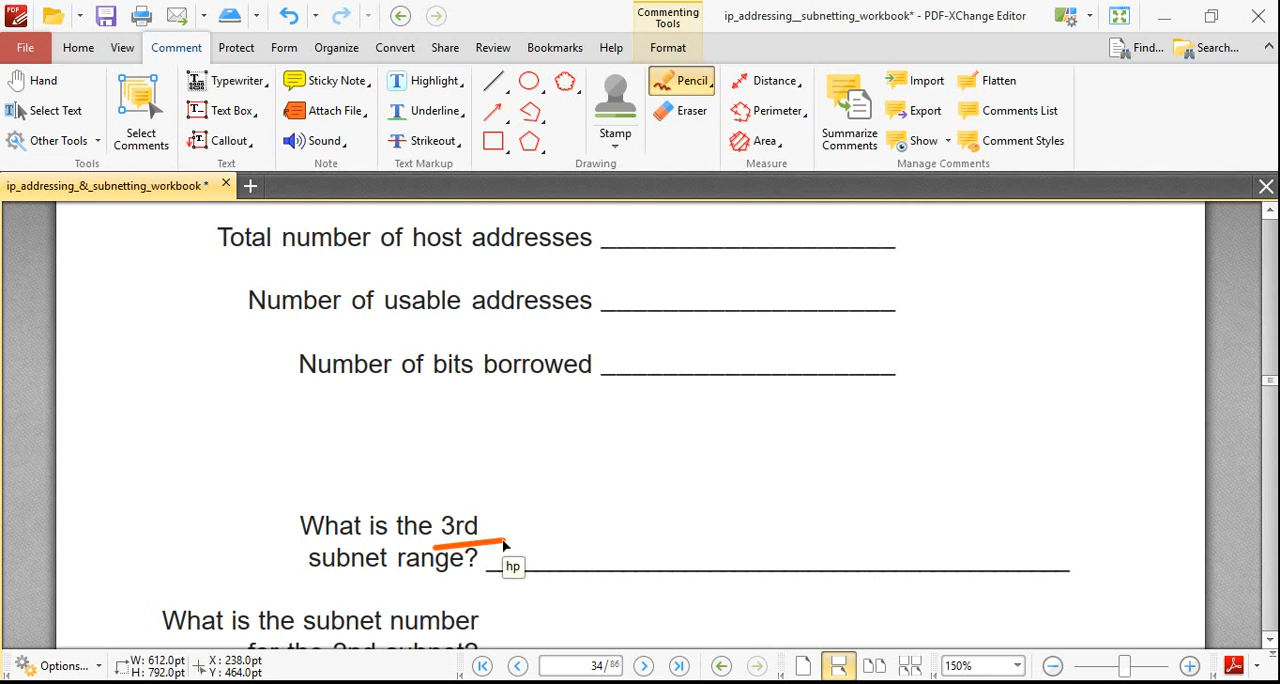 Commenting
Tools
ip_addressing__subnetting_workbook* - PDF-XChange Editor
File Home View Comment Protect Form Organize Convert Share Review Bookmarks Help Format Find... Search...
Hand
Select Text
Other Tools
Tools
Select
Comments
Typewriter
Text Box
Callout
Text
Sticky Note
Attach File
Sound
Note
Highlight
Underline
Strikeout
Text Markup
Stamp
Pencil
Eraser
Drawing
Distance
Perimeter
Area
Measure
Summarize
Comments
Import
Export
Show
Flatten
Comments List
Comment Styles
Manage Comments
ip_addressing_&_subnetting_workbook *
Total number of host addresses
Number of usable addresses
Number of bits borrowed
What is the 3rd
subnet range?
hp
What is the subnet number
for the 2nd subnet?
Options...
W: 612.0pt
H: 792.0pt
X: 238.0pt
Y: 464.0pt
34/86
150%